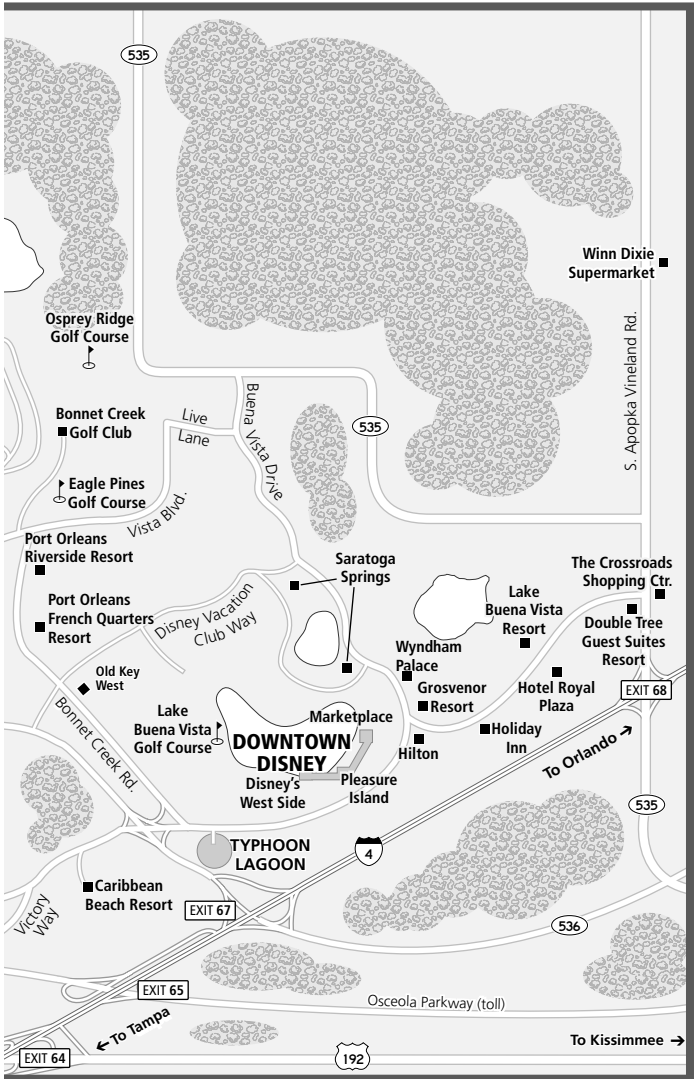 535
Winn Dixie
Supermarket
Osprey Ridge
Golf Course
S. Apopka Vineland Rd.
Bonnet Creek
Golf Club
Live
Lane
Buena Vista Drive
535
Eagle Pines
Golf Course
Vista Blvd.
Port Orleans
Riverside Resort
Saratoga
Springs
The Crossroads
Shopping Ctr.
Port Orleans
French Quarters
Resort
Disney Vacation
Club Way
Lake
Buena Vista
Resort
Double Tree
Guest Suites
Resort
Wyndham
Palace
Old Key
West
Grosvenor
Resort
Hotel Royal
Plaza
EXIT 68
Bonnet Creek Rd.
Lake
Buena Vista
Golf Course
Marketplace
DOWNTOWN
DISNEY
Hilton
Holiday
Inn
To Orlando →
Disney's
West Side
Pleasure
Island
535
TYPHOON
LAGOON
4
Caribbean
Beach Resort
Victory
Way
EXIT 67
536
EXIT 65
Osceola Parkway (toll)
← To Tampa
To Kissimmee →
EXIT 64
192